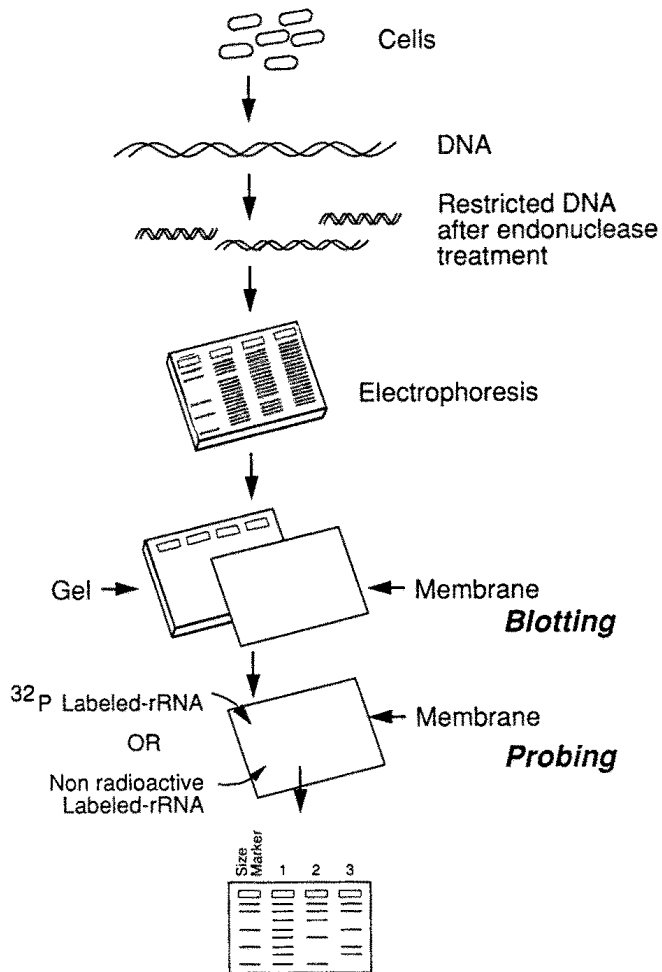 Cells
DNA
Restricted DNA
after endonuclease
treatment
Electrophoresis
Gel
Membrane
Blotting
32P Labeled-rRNA
OR
Non radioactive
Labeled-rRNA
Membrane
Probing
Size
Marker
1 2 3